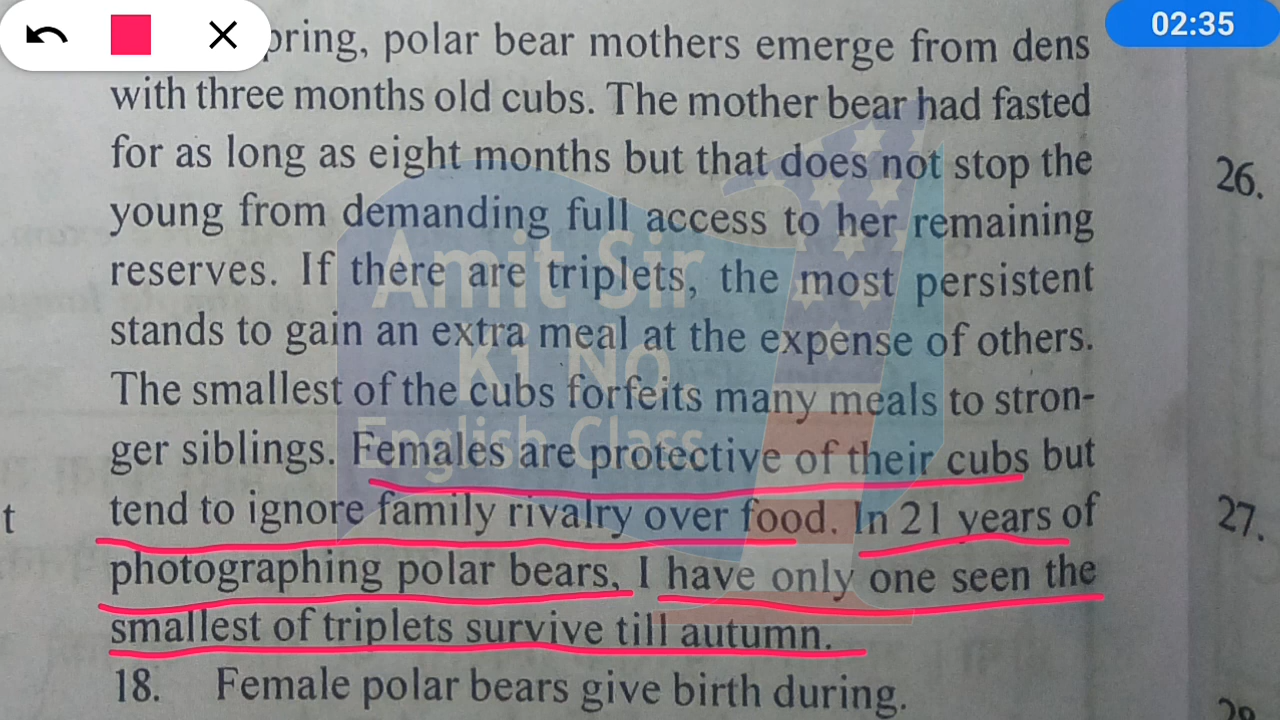 02:35
pring, polar bear mothers emerge from dens
with three months old cubs. The mother bear had fasted
for as long as eight months but that does not stop the
young from demanding full access to her remaining
reserves. If there are triplets, the most persistent
stands to gain an extra meal at the expense of others.
The smallest of the cubs forfeits many meals to stron-
ger siblings. Females are protective of their cubs but
tend to ignore family rivalry over food. In 21 years of
photographing polar bears, I have only one seen the
smallest of triplets survive till autumn.
18. Female polar bears give birth during.
t
26.
27.
Amit Sir
K1 No.
English Class